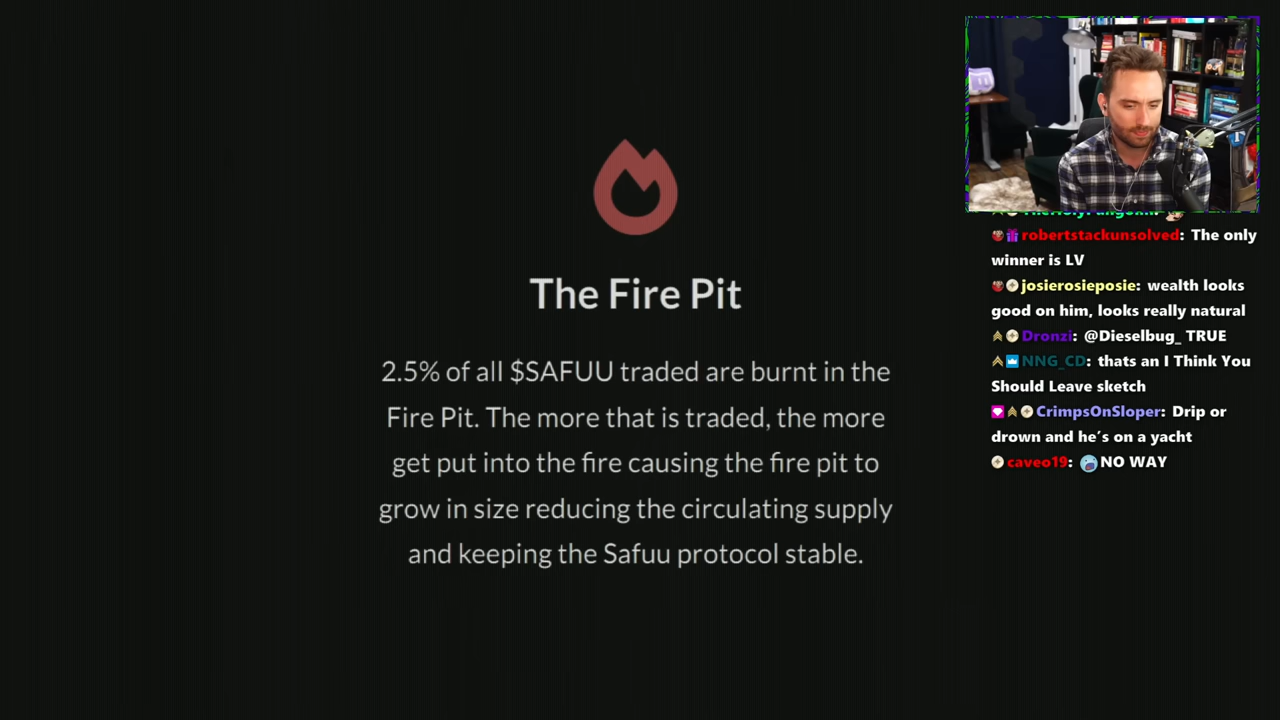 The Fire Pit
2.5% of all $SAFUU traded are burnt in the
Fire Pit. The more that is traded, the more
get put into the fire causing the fire pit to
grow in size reducing the circulating supply
and keeping the Safuu protocol stable.
robertstackunsolved: The only
winner is LV
josierosieposie: wealth looks
good on him, looks really natural
Dronzi: @Dieselbug_ TRUE
NNG_CD: thats an I Think You
Should Leave sketch
CrimpsOnSloper: Drip or
drown and he's on a yacht
caveo19: NO WAY